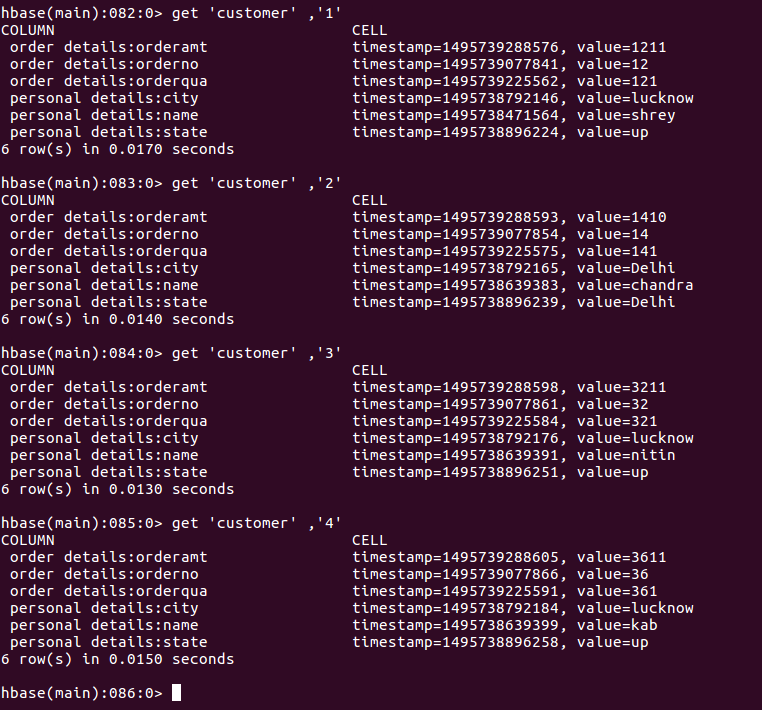 hbase(main):082:0> get 'customer' ,'1'
COLUMN                                 CELL
 order details:orderamt                timestamp=1495739288576, value=1211
 order details:orderno                 timestamp=1495739077841, value=12
 order details:orderqua                timestamp=1495739225562, value=121
 personal details:city                 timestamp=1495738792146, value=lucknow
 personal details:name                 timestamp=1495738471564, value=shrey
 personal details:state                timestamp=1495738896224, value=up
6 row(s) in 0.0170 seconds

hbase(main):083:0> get 'customer' ,'2'
COLUMN                                 CELL
 order details:orderamt                timestamp=1495739288593, value=1410
 order details:orderno                 timestamp=1495739077854, value=14
 order details:orderqua                timestamp=1495739225575, value=141
 personal details:city                 timestamp=1495738792165, value=Delhi
 personal details:name                 timestamp=1495738639383, value=chandra
 personal details:state                timestamp=1495738896239, value=Delhi
6 row(s) in 0.0140 seconds

hbase(main):084:0> get 'customer' ,'3'
COLUMN                                 CELL
 order details:orderamt                timestamp=1495739288598, value=3211
 order details:orderno                 timestamp=1495739077861, value=32
 order details:orderqua                timestamp=1495739225584, value=321
 personal details:city                 timestamp=1495738792176, value=lucknow
 personal details:name                 timestamp=1495738639391, value=nitin
 personal details:state                timestamp=1495738896251, value=up
6 row(s) in 0.0130 seconds

hbase(main):085:0> get 'customer' ,'4'
COLUMN                                 CELL
 order details:orderamt                timestamp=1495739288605, value=3611
 order details:orderno                 timestamp=1495739077866, value=36
 order details:orderqua                timestamp=1495739225591, value=361
 personal details:city                 timestamp=1495738792184, value=lucknow
 personal details:name                 timestamp=1495738639399, value=kab
 personal details:state                timestamp=1495738896258, value=up
6 row(s) in 0.0150 seconds

hbase(main):086:0>